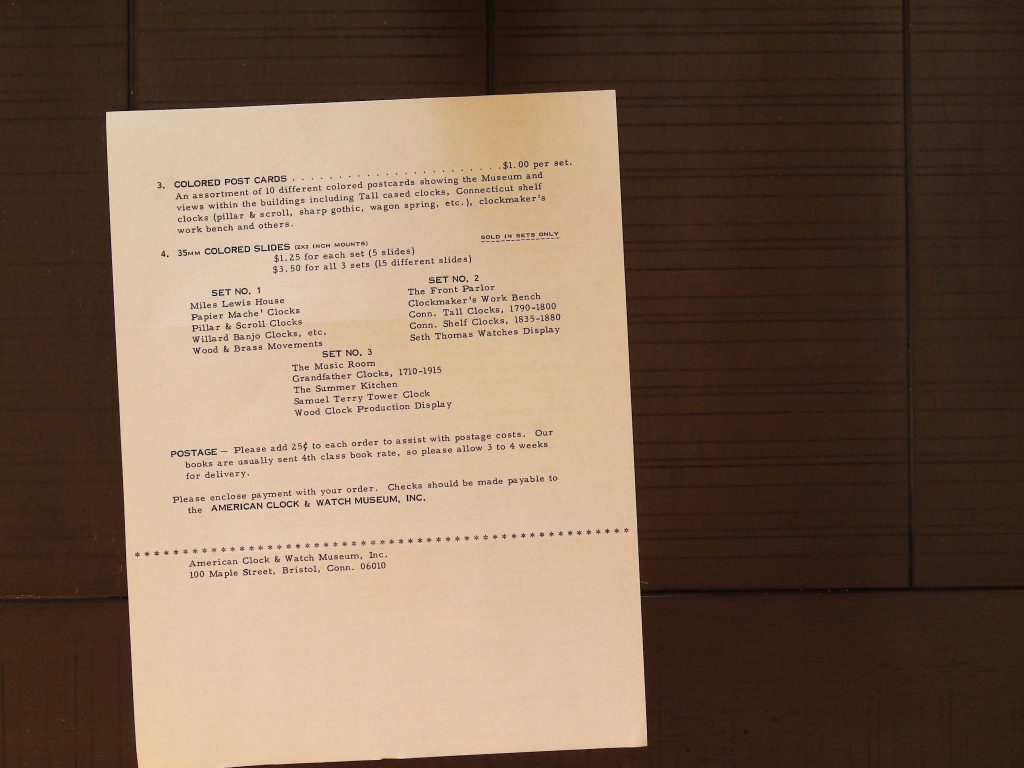 3. COLORED POST CARDS . . . . . . . . . . . . . . . . . . . . . . . $1.00 per set.
An assortment of 10 different colored postcards showing the Museum and
views within the buildings including Tall cased clocks, Connecticut shelf
clocks (pillar & scroll, sharp gothic, wagon spring, etc.), clockmaker's
work bench and others.
4. 35MM COLORED SLIDES (2X2 INCH MOUNTS) SOLD IN SETS ONLY
$1.25 for each set (5 slides)
$3.50 for all 3 sets (15 different slides)
SET NO. 1
Miles Lewis House
Papier Mache' Clocks
Pillar & Scroll Clocks
Willard Banjo Clocks, etc.
Wood & Brass Movements
SET NO. 2
The Front Parlor
Clockmaker's Work Bench
Conn. Tall Clocks, 1790-1800
Conn. Shelf Clocks, 1835-1880
Seth Thomas Watches Display
SET NO. 3
The Music Room
Grandfather Clocks, 1710-1915
The Summer Kitchen
Samuel Terry Tower Clock
Wood Clock Production Display
POSTAGE — Please add 25¢ to each order to assist with postage costs. Our
books are usually sent 4th class book rate, so please allow 3 to 4 weeks
for delivery.
Please enclose payment with your order. Checks should be made payable to
the AMERICAN CLOCK & WATCH MUSEUM, INC.
* * * * * * * * * * * * * * * * * * * * * * * * * * * * * * * * * * * * * * * * *
American Clock & Watch Museum, Inc.
100 Maple Street, Bristol, Conn. 06010